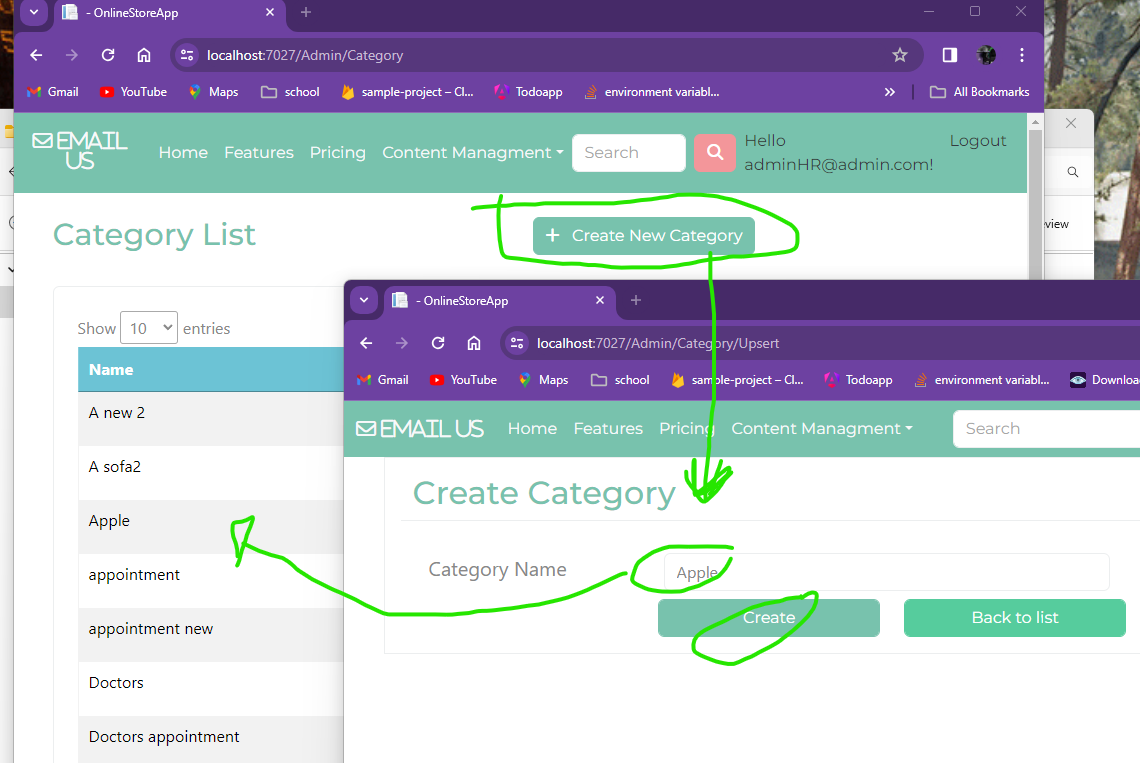 - OnlineStoreApp
localhost:7027/Admin/Category
Gmail YouTube Maps school sample-project – Cl... Todoapp environment variabl... » All Bookmarks
EMAIL US Home Features Pricing Content Managment Search Hello adminHR@admin.com! Logout
Category List
+ Create New Category
Show 10 entries
Name
A new 2
A sofa2
Apple
appointment
appointment new
Doctors
Doctors appointment
- OnlineStoreApp
localhost:7027/Admin/Category/Upsert
Gmail YouTube Maps school sample-project – Cl... Todoapp environment variabl... Downloa
EMAIL US Home Features Pricing Content Managment Search
Create Category
Category Name Apple
Create Back to list